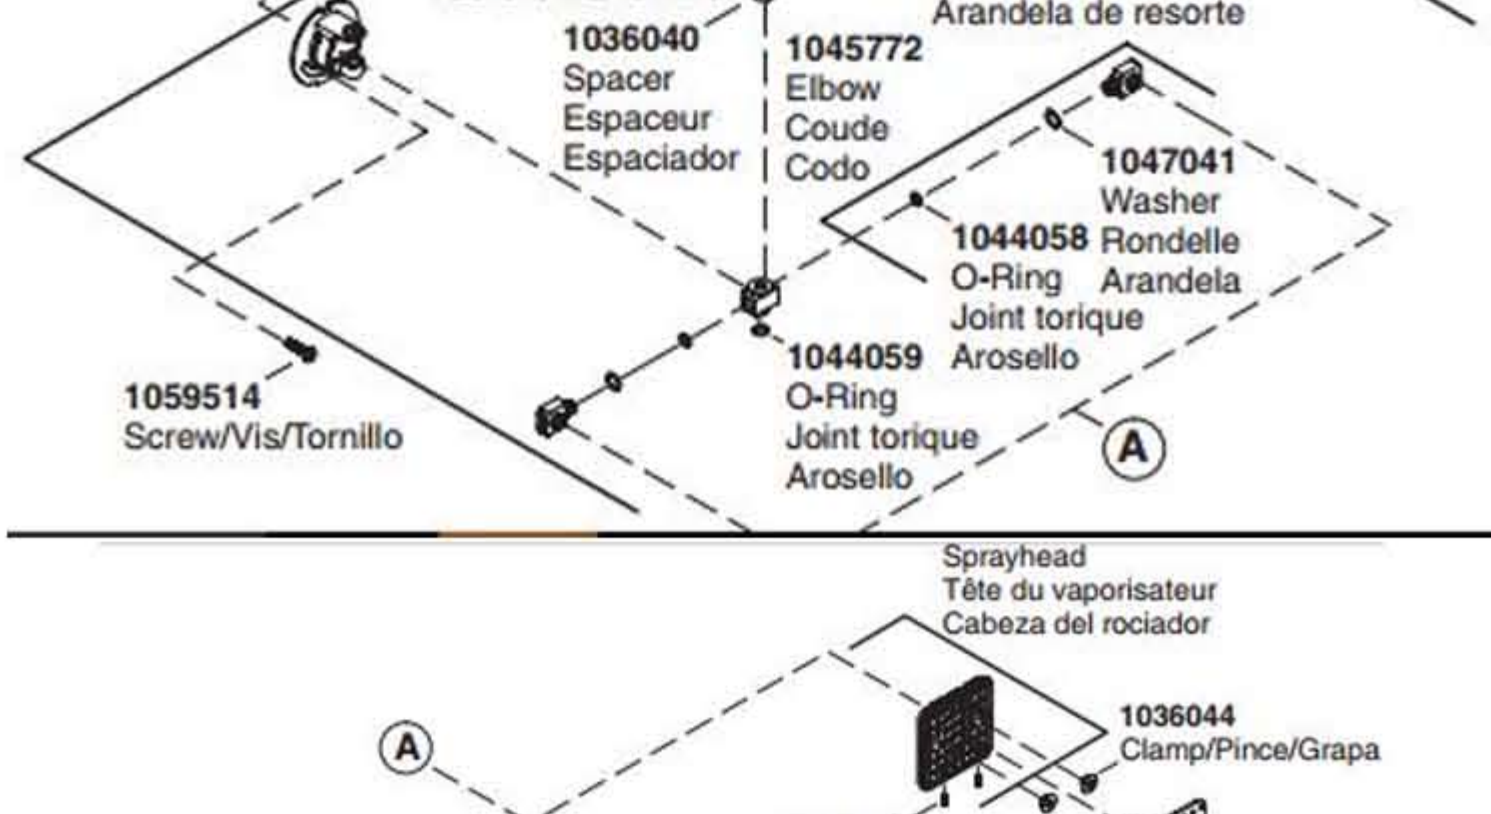 Arandela de resorte
1036040
Spacer
Espaceur
Espaciador
1045772
Elbow
Coude
Codo
1047041
Washer
Rondelle
Arandela
1044058
O-Ring
Joint torique
Arosello
1044059
O-Ring
Joint torique
Arosello
1059514
Screw/Vis/Tornillo
A
Sprayhead
Tête du vaporisateur
Cabeza del rociador
1036044
Clamp/Pince/Grapa
A